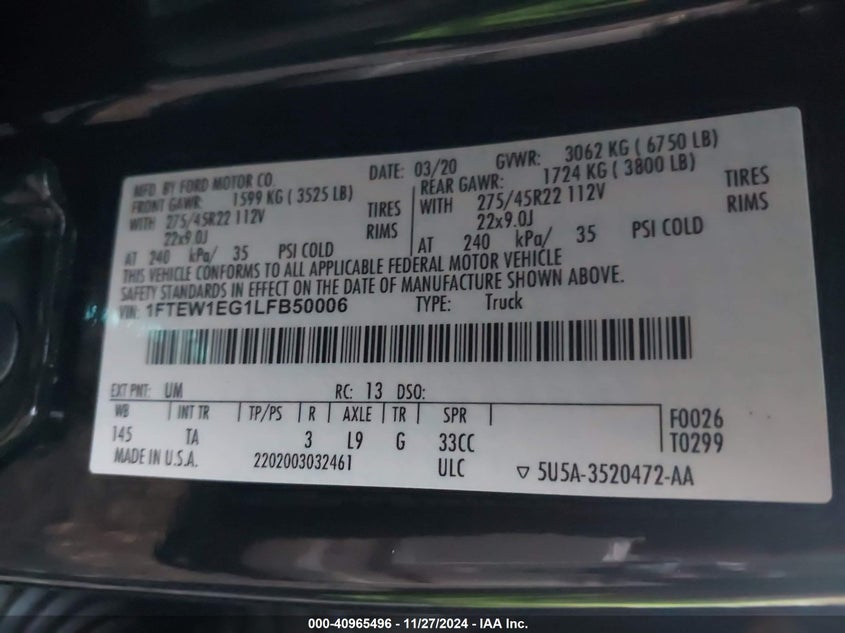 MFD. BY FORD MOTOR CO. DATE: 03/20 GVWR: 3062 KG ( 6750 LB)
FRONT GAWR: 1599 KG ( 3525 LB) REAR GAWR: 1724 KG ( 3800 LB)
WITH 275/45R22 112V TIRES WITH 275/45R22 112V TIRES
22x9.0J RIMS 22x9.0J RIMS
AT 240 kPa/ 35 PSI COLD AT 240 kPa/ 35 PSI COLD
THIS VEHICLE CONFORMS TO ALL APPLICABLE FEDERAL MOTOR VEHICLE
SAFETY STANDARDS IN EFFECT ON THE DATE OF MANUFACTURE SHOWN ABOVE.
VIN: 1FTEW1EG1LFB50006 TYPE: Truck
EXT PNT: UM RC: 13 DSO:
WB INT TR TP/PS R AXLE TR SPR F0026
145 TA 3 L9 G 33CC T0299
MADE IN U.S.A. 2202003032461 ULC ▽ 5U5A-3520472-AA
000-40965496 - 11/27/2024 - IAA Inc.